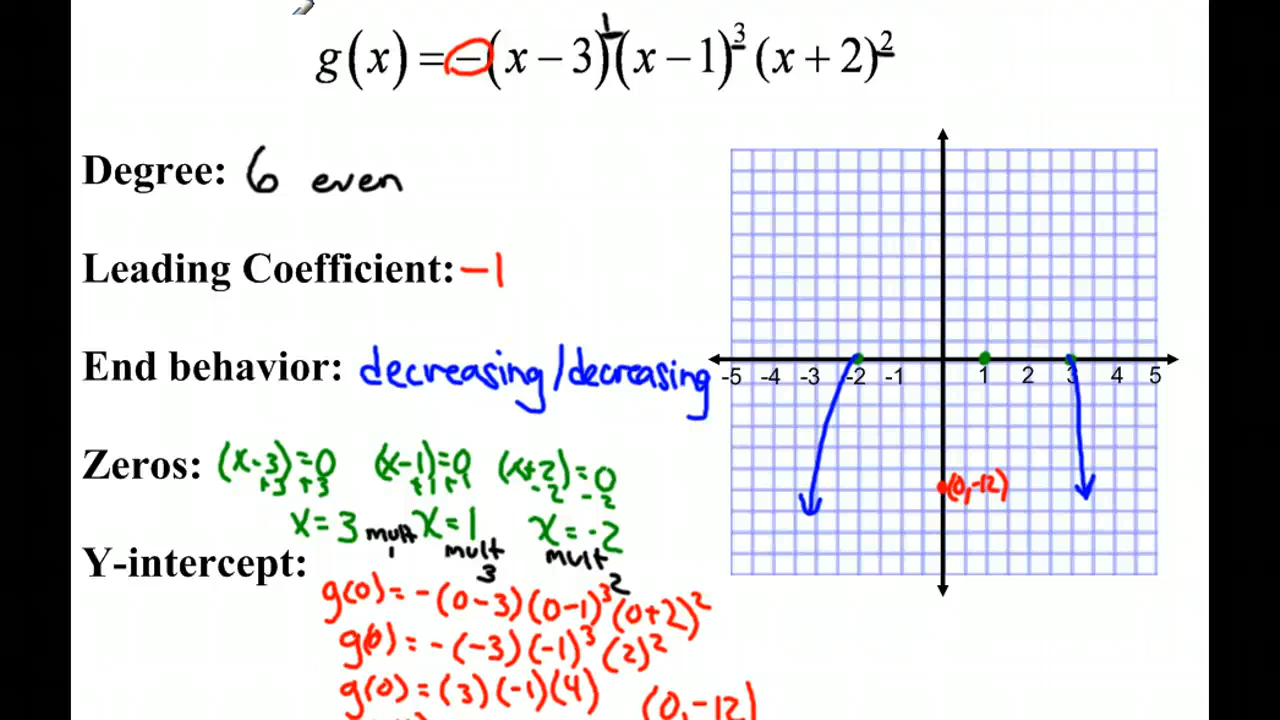 g(x) = −(x − 3)¹(x − 1)³ (x + 2)²
Degree: 6 even
Leading Coefficient: −1
End behavior: decreasing/decreasing
-5 -4 -3 -2 -1 1 2 3 4 5
Zeros: (x-3)=0 (x-1)=0 (x+2)=0
+3 +3 +1 +1 -2 -2
(0,-12)
x=3 mult 1 x=1 mult 3 x=-2 mult 2
Y-intercept:
g(0) = -(0-3)(0-1)³(0+2)²
g(0) = -(-3)(-1)³(2)²
g(0) = (3)(-1)(4) (0,-12)